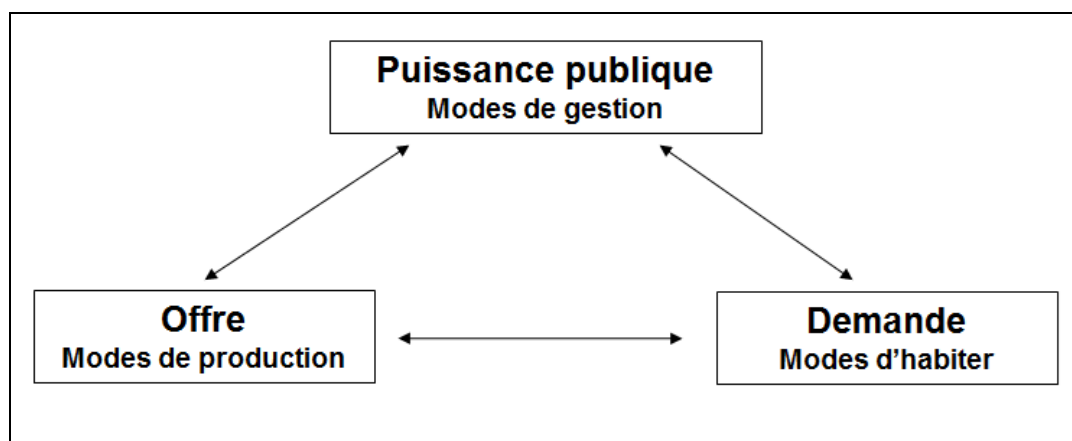 Puissance publique
Modes de gestion
Offre
Modes de production
Demande
Modes d’habiter